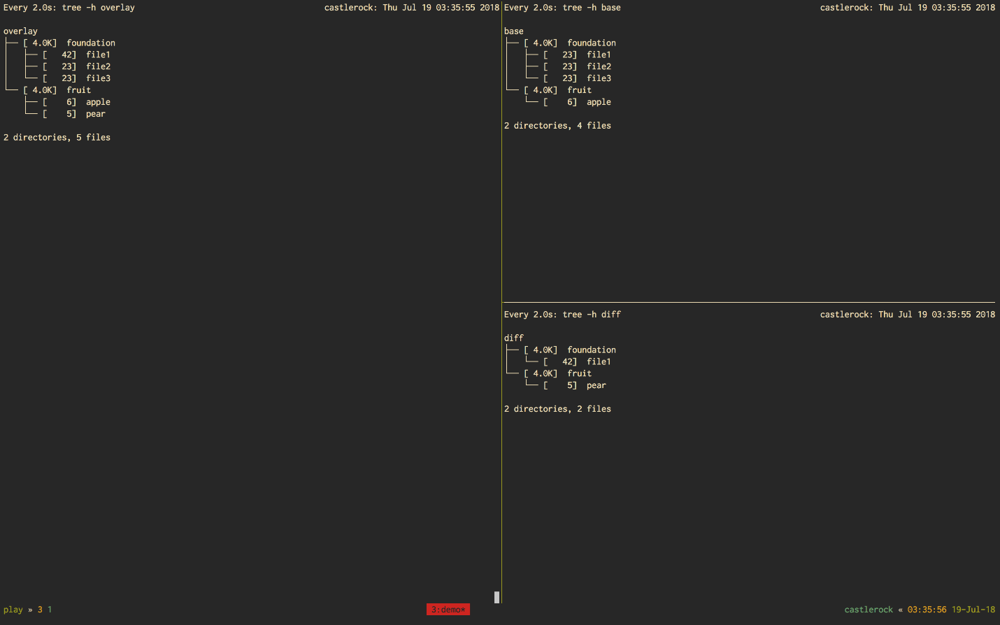 Every 2.0s: tree -h overlay castlerock: Thu Jul 19 03:35:55 2018
overlay
├── [ 4.0K]  foundation
│   ├── [   42]  file1
│   ├── [   23]  file2
│   └── [   23]  file3
└── [ 4.0K]  fruit
    ├── [    6]  apple
    └── [    5]  pear
2 directories, 5 files
Every 2.0s: tree -h base castlerock: Thu Jul 19 03:35:55 2018
base
├── [ 4.0K]  foundation
│   ├── [   23]  file1
│   ├── [   23]  file2
│   └── [   23]  file3
└── [ 4.0K]  fruit
    └── [    6]  apple
2 directories, 4 files
Every 2.0s: tree -h diff castlerock: Thu Jul 19 03:35:55 2018
diff
├── [ 4.0K]  foundation
│   └── [   42]  file1
└── [ 4.0K]  fruit
    └── [    5]  pear
2 directories, 2 files
play » 3 1 3:demo* castlerock « 03:35:56 19-Jul-18